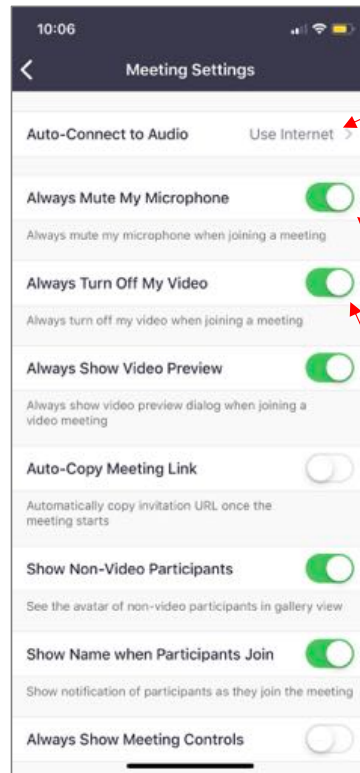 10:06
Meeting Settings
Auto-Connect to Audio Use Internet >
Always Mute My Microphone
Always mute my microphone when joining a meeting
Always Turn Off My Video
Always turn off my video when joining a meeting
Always Show Video Preview
Always show video preview dialog when joining a
video meeting
Auto-Copy Meeting Link
Automatically copy invitation URL once the
meeting starts
Show Non-Video Participants
See the avatar of non-video participants in gallery view
Show Name when Participants Join
Show notification of participants as they join the meeting
Always Show Meeting Controls